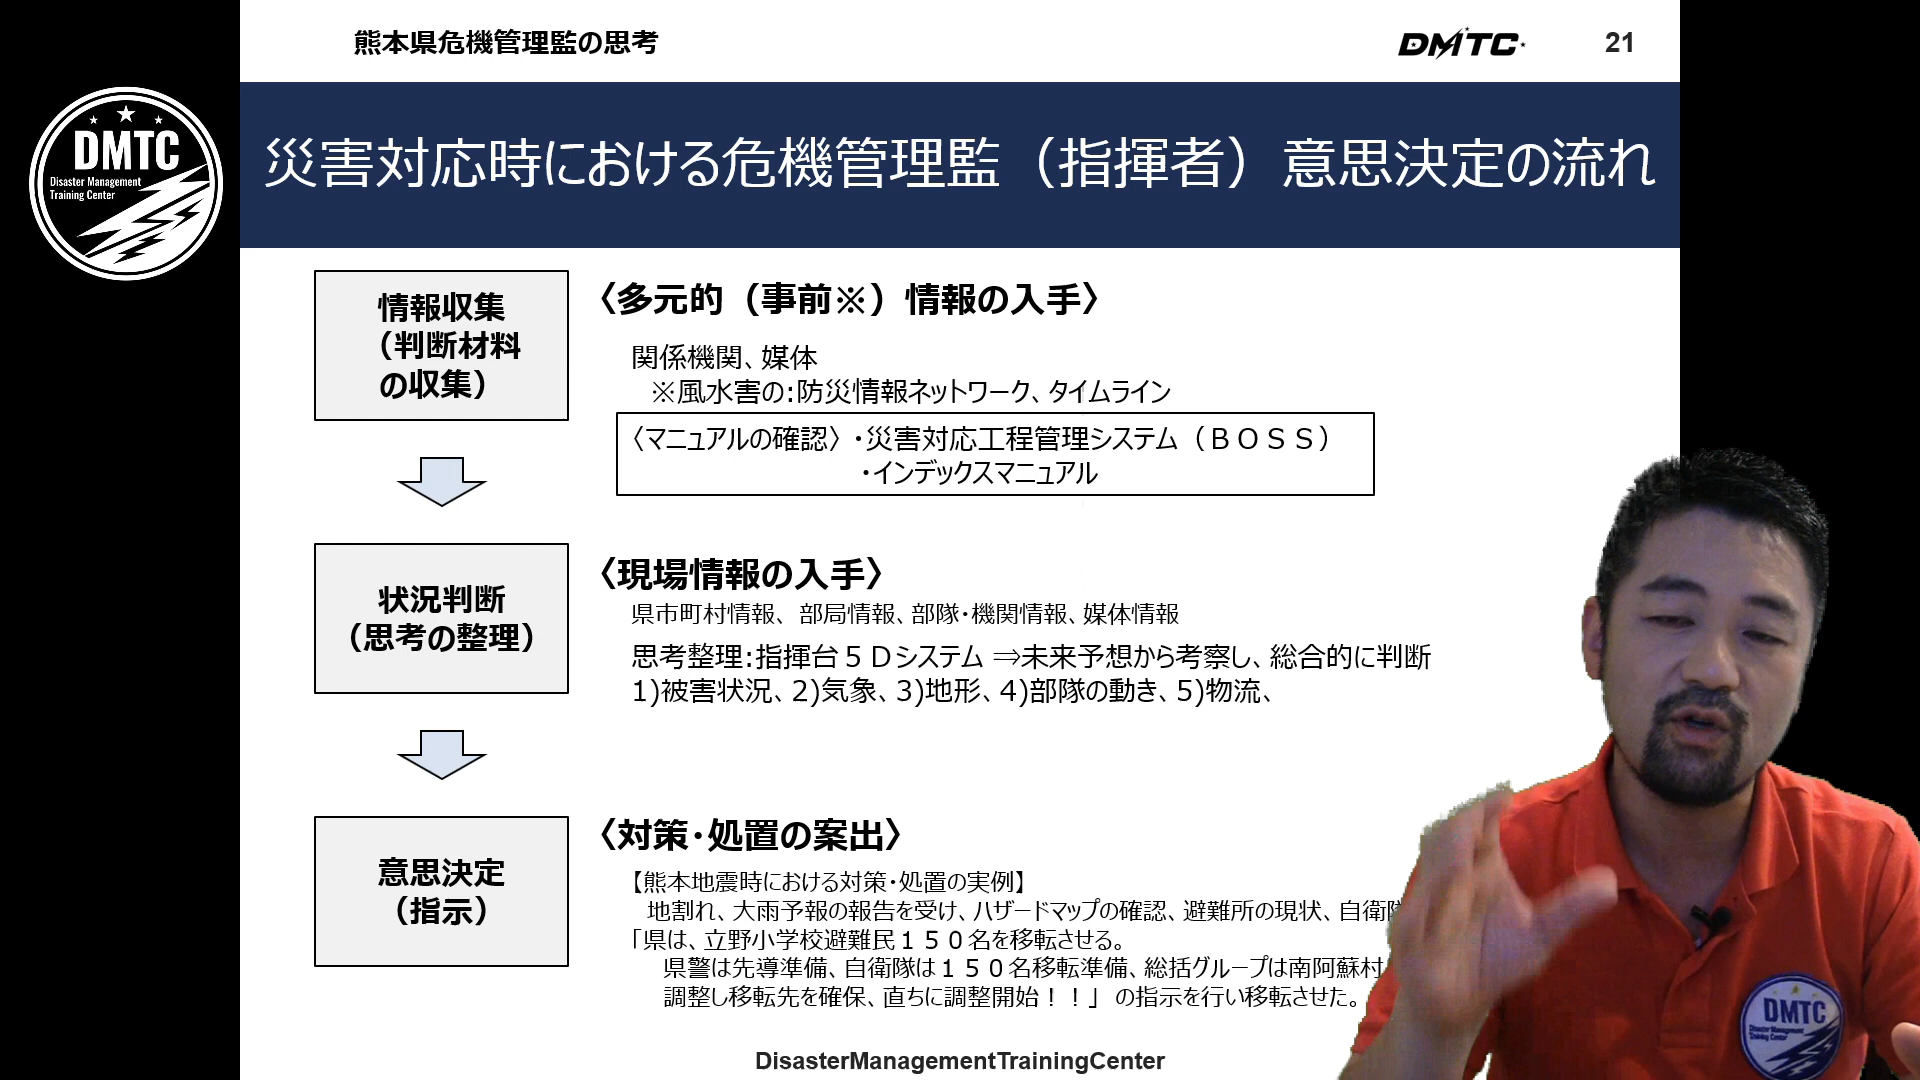 熊本県危機管理監の思考
DMTC
21
DMTC
Disaster Management
Training Center
災害対応時における危機管理監（指揮者）意思決定の流れ
情報収集
（判断材料
の収集）
〈多元的（事前※）情報の入手〉
関係機関、媒体
※風水害の:防災情報ネットワーク、タイムライン
〈マニュアルの確認〉・災害対応工程管理システム（ＢＯＳＳ）
・インデックスマニュアル
状況判断
（思考の整理）
〈現場情報の入手〉
県市町村情報、部局情報、部隊・機関情報、媒体情報
思考整理:指揮台５Ｄシステム ⇒未来予想から考察し、総合的に判断
1)被害状況、2)気象、3)地形、4)部隊の動き、5)物流、
意思決定
（指示）
〈対策・処置の案出〉
【熊本地震時における対策・処置の実例】
地割れ、大雨予報の報告を受け、ハザードマップの確認、避難所の現状、自衛隊
「県は、立野小学校避難民１５０名を移転させる。
県警は先導準備、自衛隊は１５０名移転準備、総括グループは南阿蘇村
調整し移転先を確保、直ちに調整開始！！」 の指示を行い移転させた。
DMTC
Disaster Management
Training Center
DisasterManagementTrainingCenter